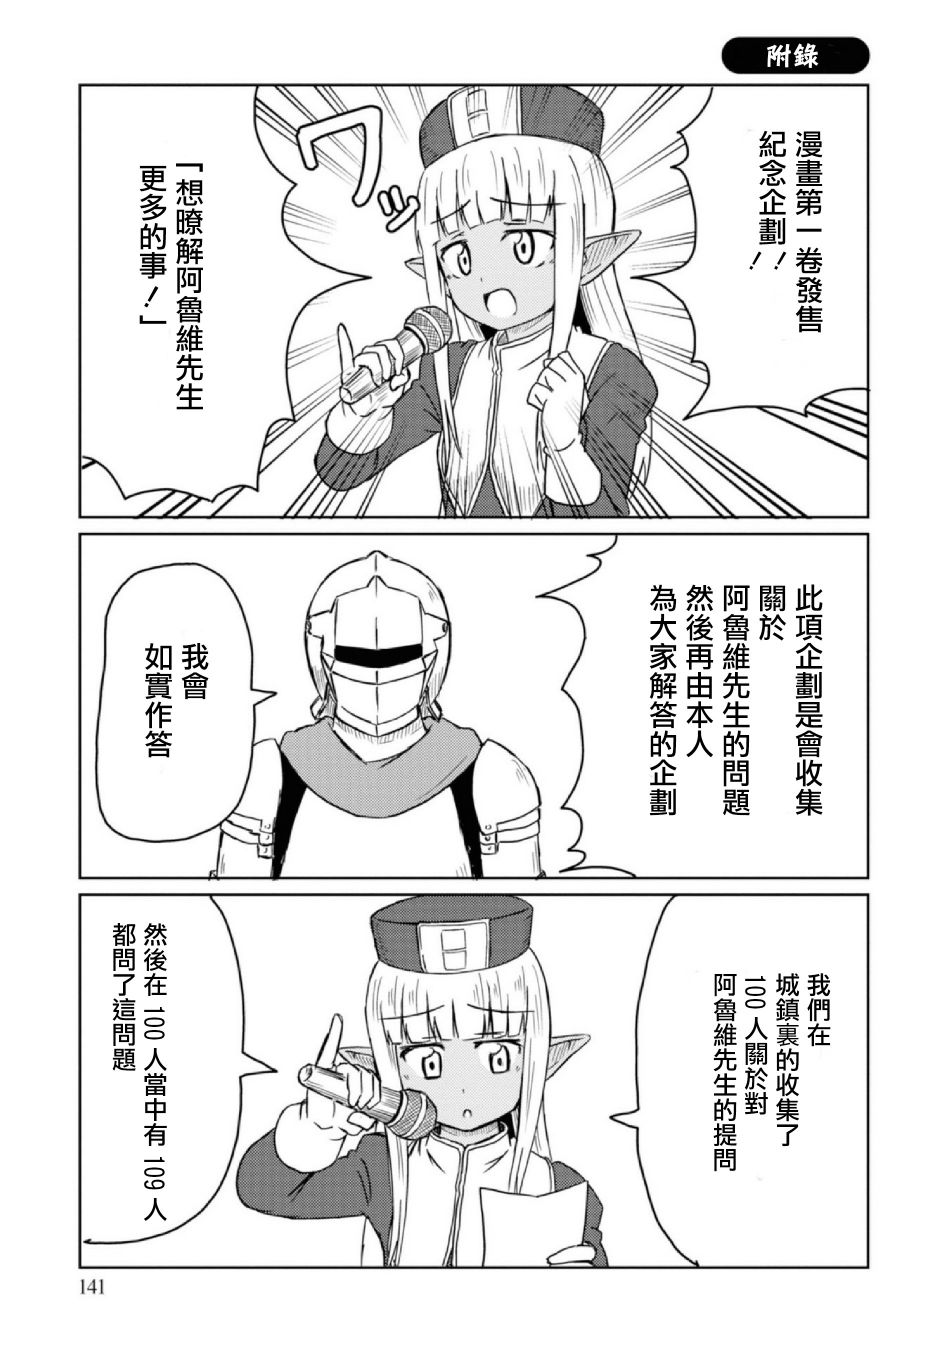 附錄
漫畫第一卷發售
紀念企劃！！
ワァッ
「想暸解阿魯維先生
更多的事！」
此項企劃是會收集
關於
阿魯維先生的問題
然後再由本人
為大家解答的企劃
我會
如實作答
我們在
城鎮裏的收集了
100人關於對
阿魯維先生的提問
然後在100人當中有109人
都問了這問題
141